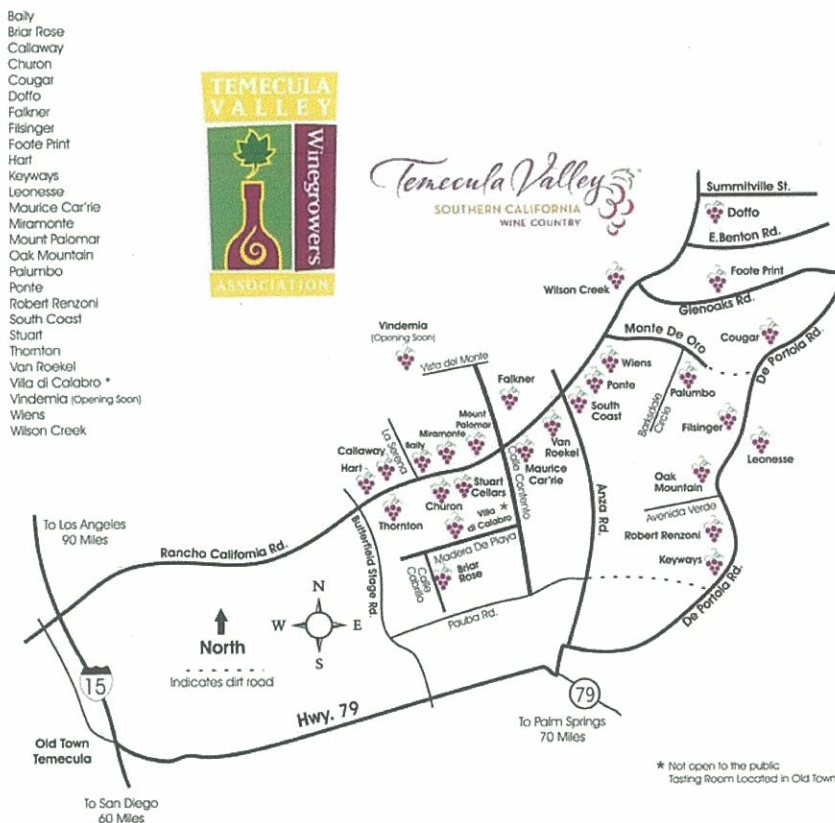 Baily
Briar Rose
Callaway
Churon
Cougar
Doffo
Falkner
Filsinger
Foote Print
Hart
Keyways
Leonesse
Maurice Car'rie
Miramonte
Mount Palomar
Oak Mountain
Palumbo
Ponte
Robert Renzoni
South Coast
Stuart
Thornton
Van Roekel
Villa di Calabro *
Vindemia (Opening Soon)
Wiens
Wilson Creek
TEMECULA
VALLEY
Winegrowers
ASSOCIATION
Temecula Valley
SOUTHERN CALIFORNIA
WINE COUNTRY
Summitville St.
Doffo
E.Benton Rd.
Foote Print
Wilson Creek
Glenoaks Rd.
Monte De Oro
Cougar
De Portola Rd.
Vindemia
(Opening Soon)
Vista del Monte
Falkner
Wiens
Ponte
South
Coast
Palumbo
Bassdale
Circle
Filsinger
Leonesse
Mount
Palomar
Miramonte
Baily
La Serena
Callaway
Hart
Van
Roekel
Maurice
Car'rie
Calle Contento
Stuart
Cellars
Churon
Thornton
Villa *
di Calabro
Oak
Mountain
Avenida Verde
Robert Renzoni
Keyways
De Portola Rd.
Anza Rd.
Madera De Playa
Briar
Rose
Calle
Cabrilla
Pauba Rd.
Butterfield Stage Rd.
Rancho California Rd.
To Los Angeles
90 Miles
N
W E
S
North
Indicates dirt road
15
Hwy. 79
79
To Palm Springs
70 Miles
Old Town
Temecula
To San Diego
60 Miles
* Not open to the public
Tasting Room Located in Old Town